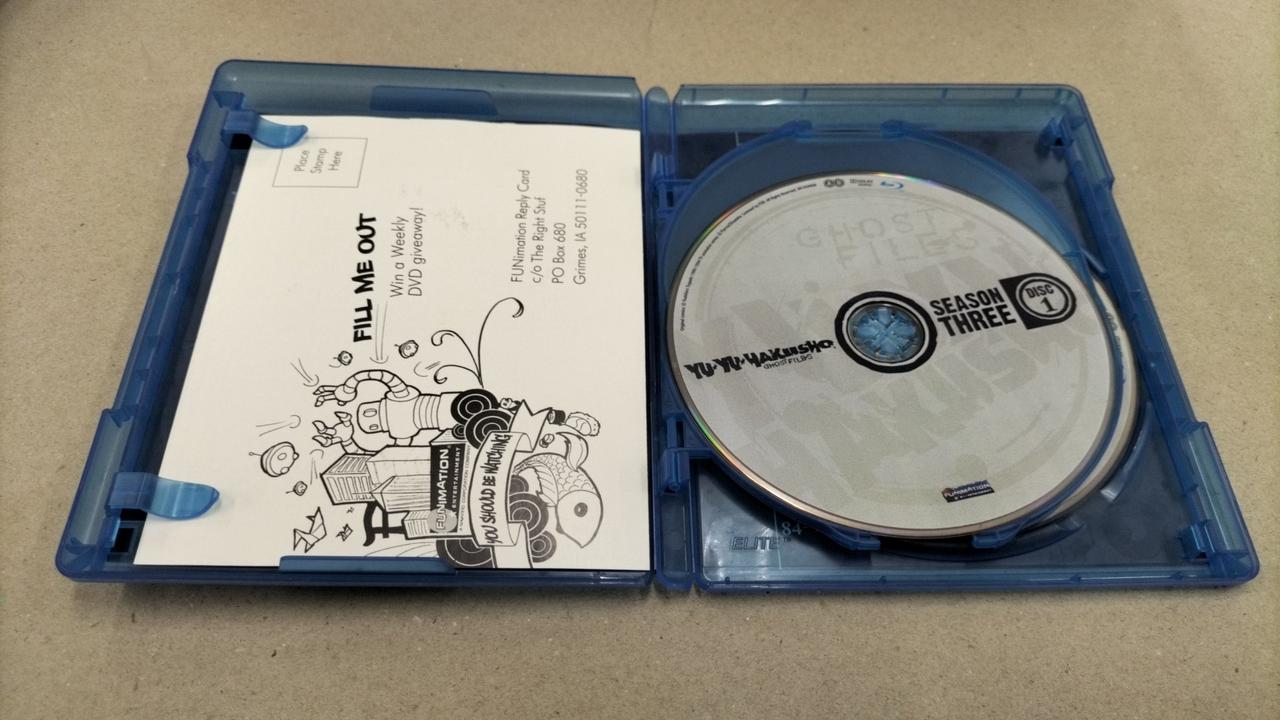 Place
Stamp
Here
FILL ME OUT
Win a Weekly
DVD giveaway!
FUNimation Reply Card
c/o The Right Stuf
PO Box 680
Grimes, IA 50111-0680
FUNIMATION
ENTERTAINMENT
YOU SHOULD BE WATCHING
GHOST
FILES
YU YU HAKUSHO
GHOST FILES
SEASON
THREE
DISC
1
FUNIMATION
84
ELITE™